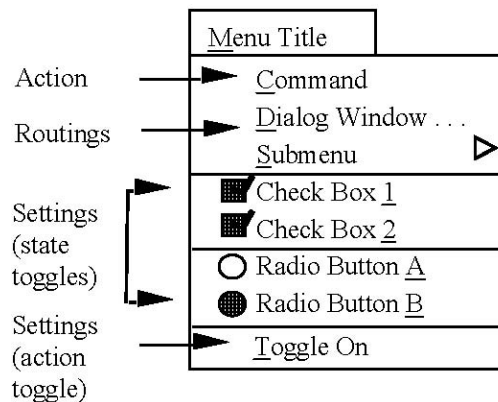 Menu Title
Action
Command
Routings
Dialog Window . . .
Submenu
Settings
(state
toggles)
Check Box 1
Check Box 2
Radio Button A
Radio Button B
Settings
(action
toggle)
Toggle On